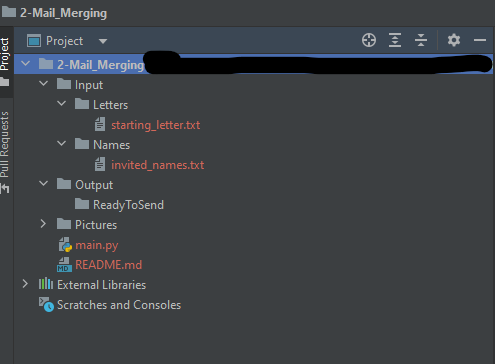 2-Mail_Merging
Project
Project
2-Mail_Merging
Input
Letters
starting_letter.txt
Names
invited_names.txt
Output
ReadyToSend
Pictures
main.py
MD
README.md
External Libraries
Scratches and Consoles
Pull Requests